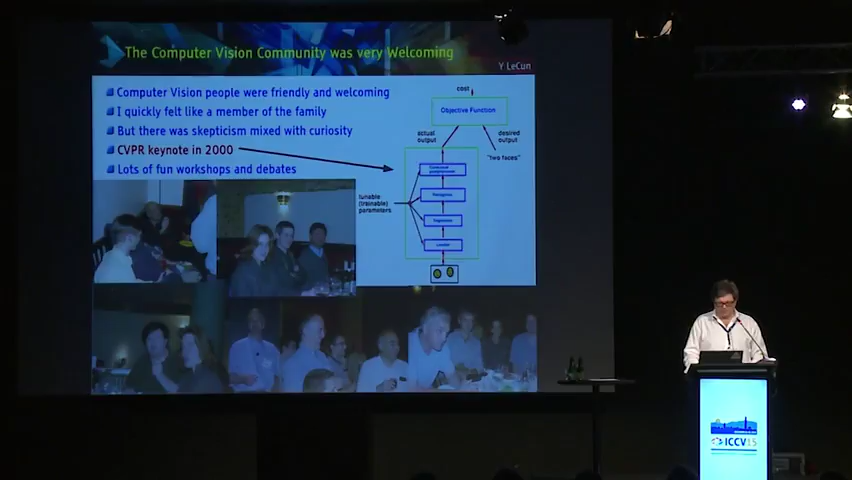 The Computer Vision Community was very Welcoming
Y LeCun
Computer Vision people were friendly and welcoming
I quickly felt like a member of the family
But there was skepticism mixed with curiosity
CVPR keynote in 2000
Lots of fun workshops and debates
cost
Objective Function
actual
output
desired
output
"two faces"
tunable
(trainable)
parameters
ICCV15